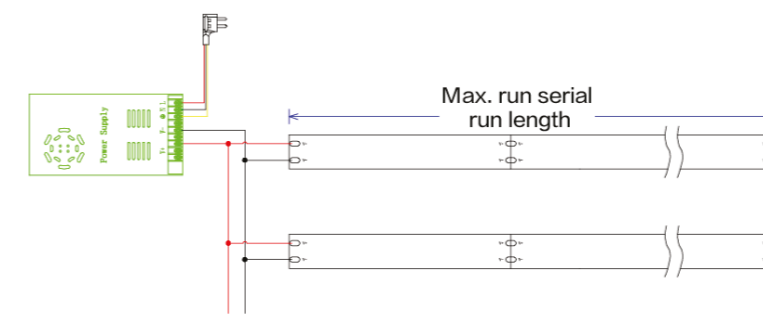 Max. run serial
run length
Power Supply
L
N
V-
V+